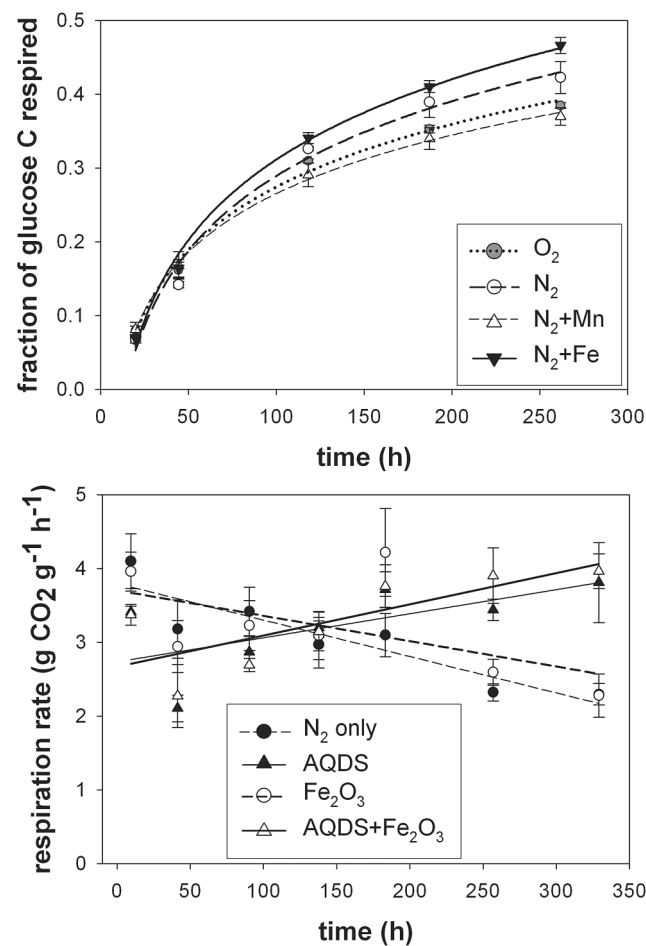 fraction of glucose C respired
0.5
0.4
0.3
0.2
0.1
0.0
O2
N2
N2+Mn
N2+Fe
0 50 100 150 200 250 300
time (h)
respiration rate (g CO2 g-1 h-1)
5
4
3
2
1
0
N2 only
AQDS
Fe2O3
AQDS+Fe2O3
0 50 100 150 200 250 300 350
time (h)